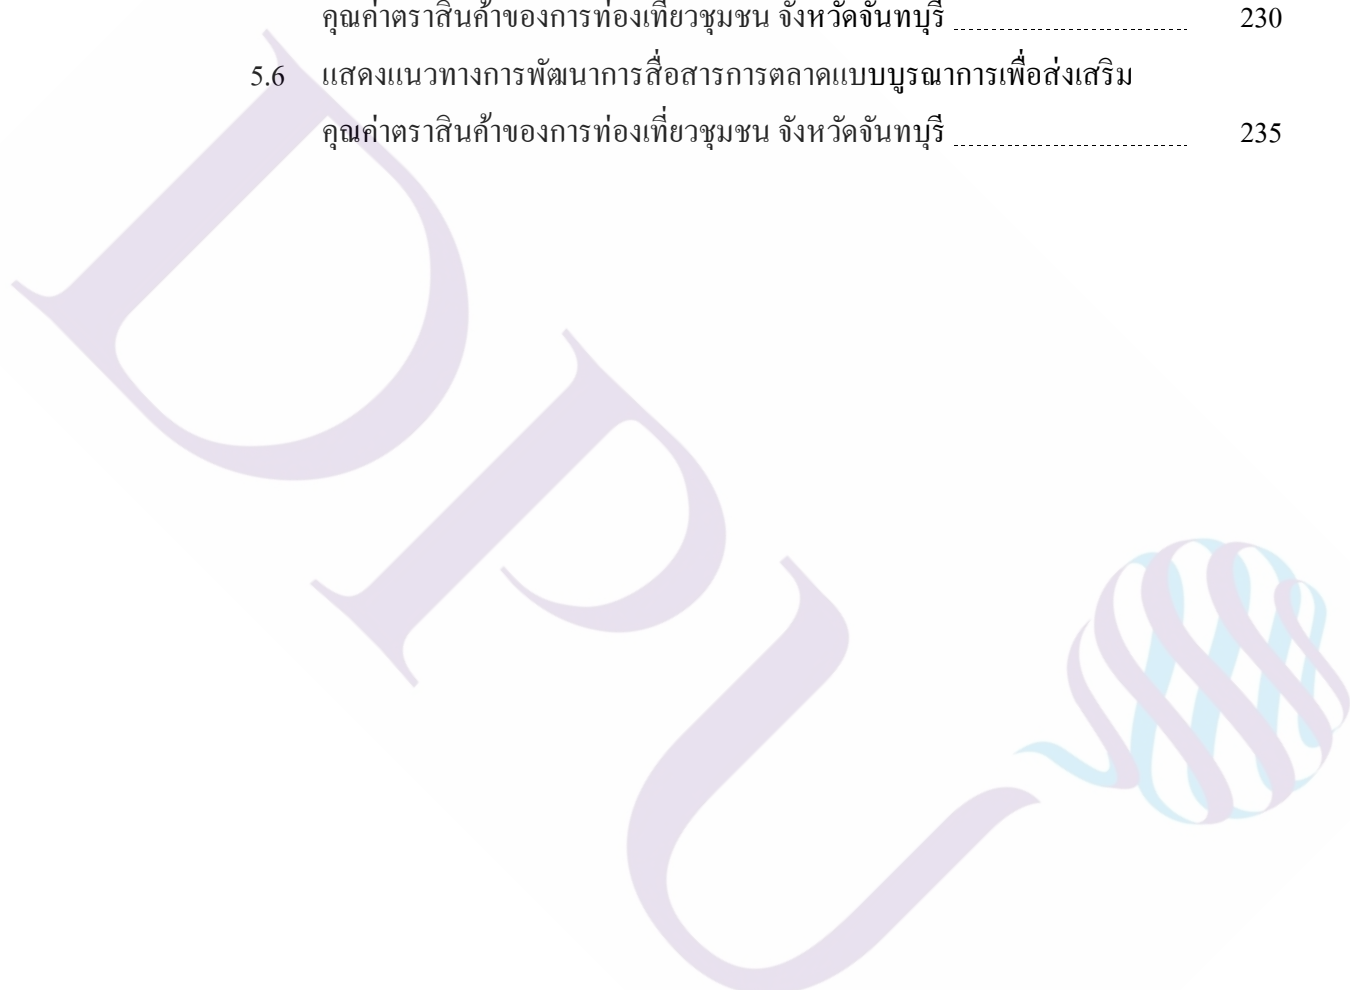 คุณค่าตราสินค้าของการท่องเที่ยวชุมชน จังหวัดจันทบุรี 230
5.6 แสดงแนวทางการพัฒนาการสื่อสารการตลาดแบบบูรณาการเพื่อส่งเสริม
คุณค่าตราสินค้าของการท่องเที่ยวชุมชน จังหวัดจันทบุรี 235
DPU